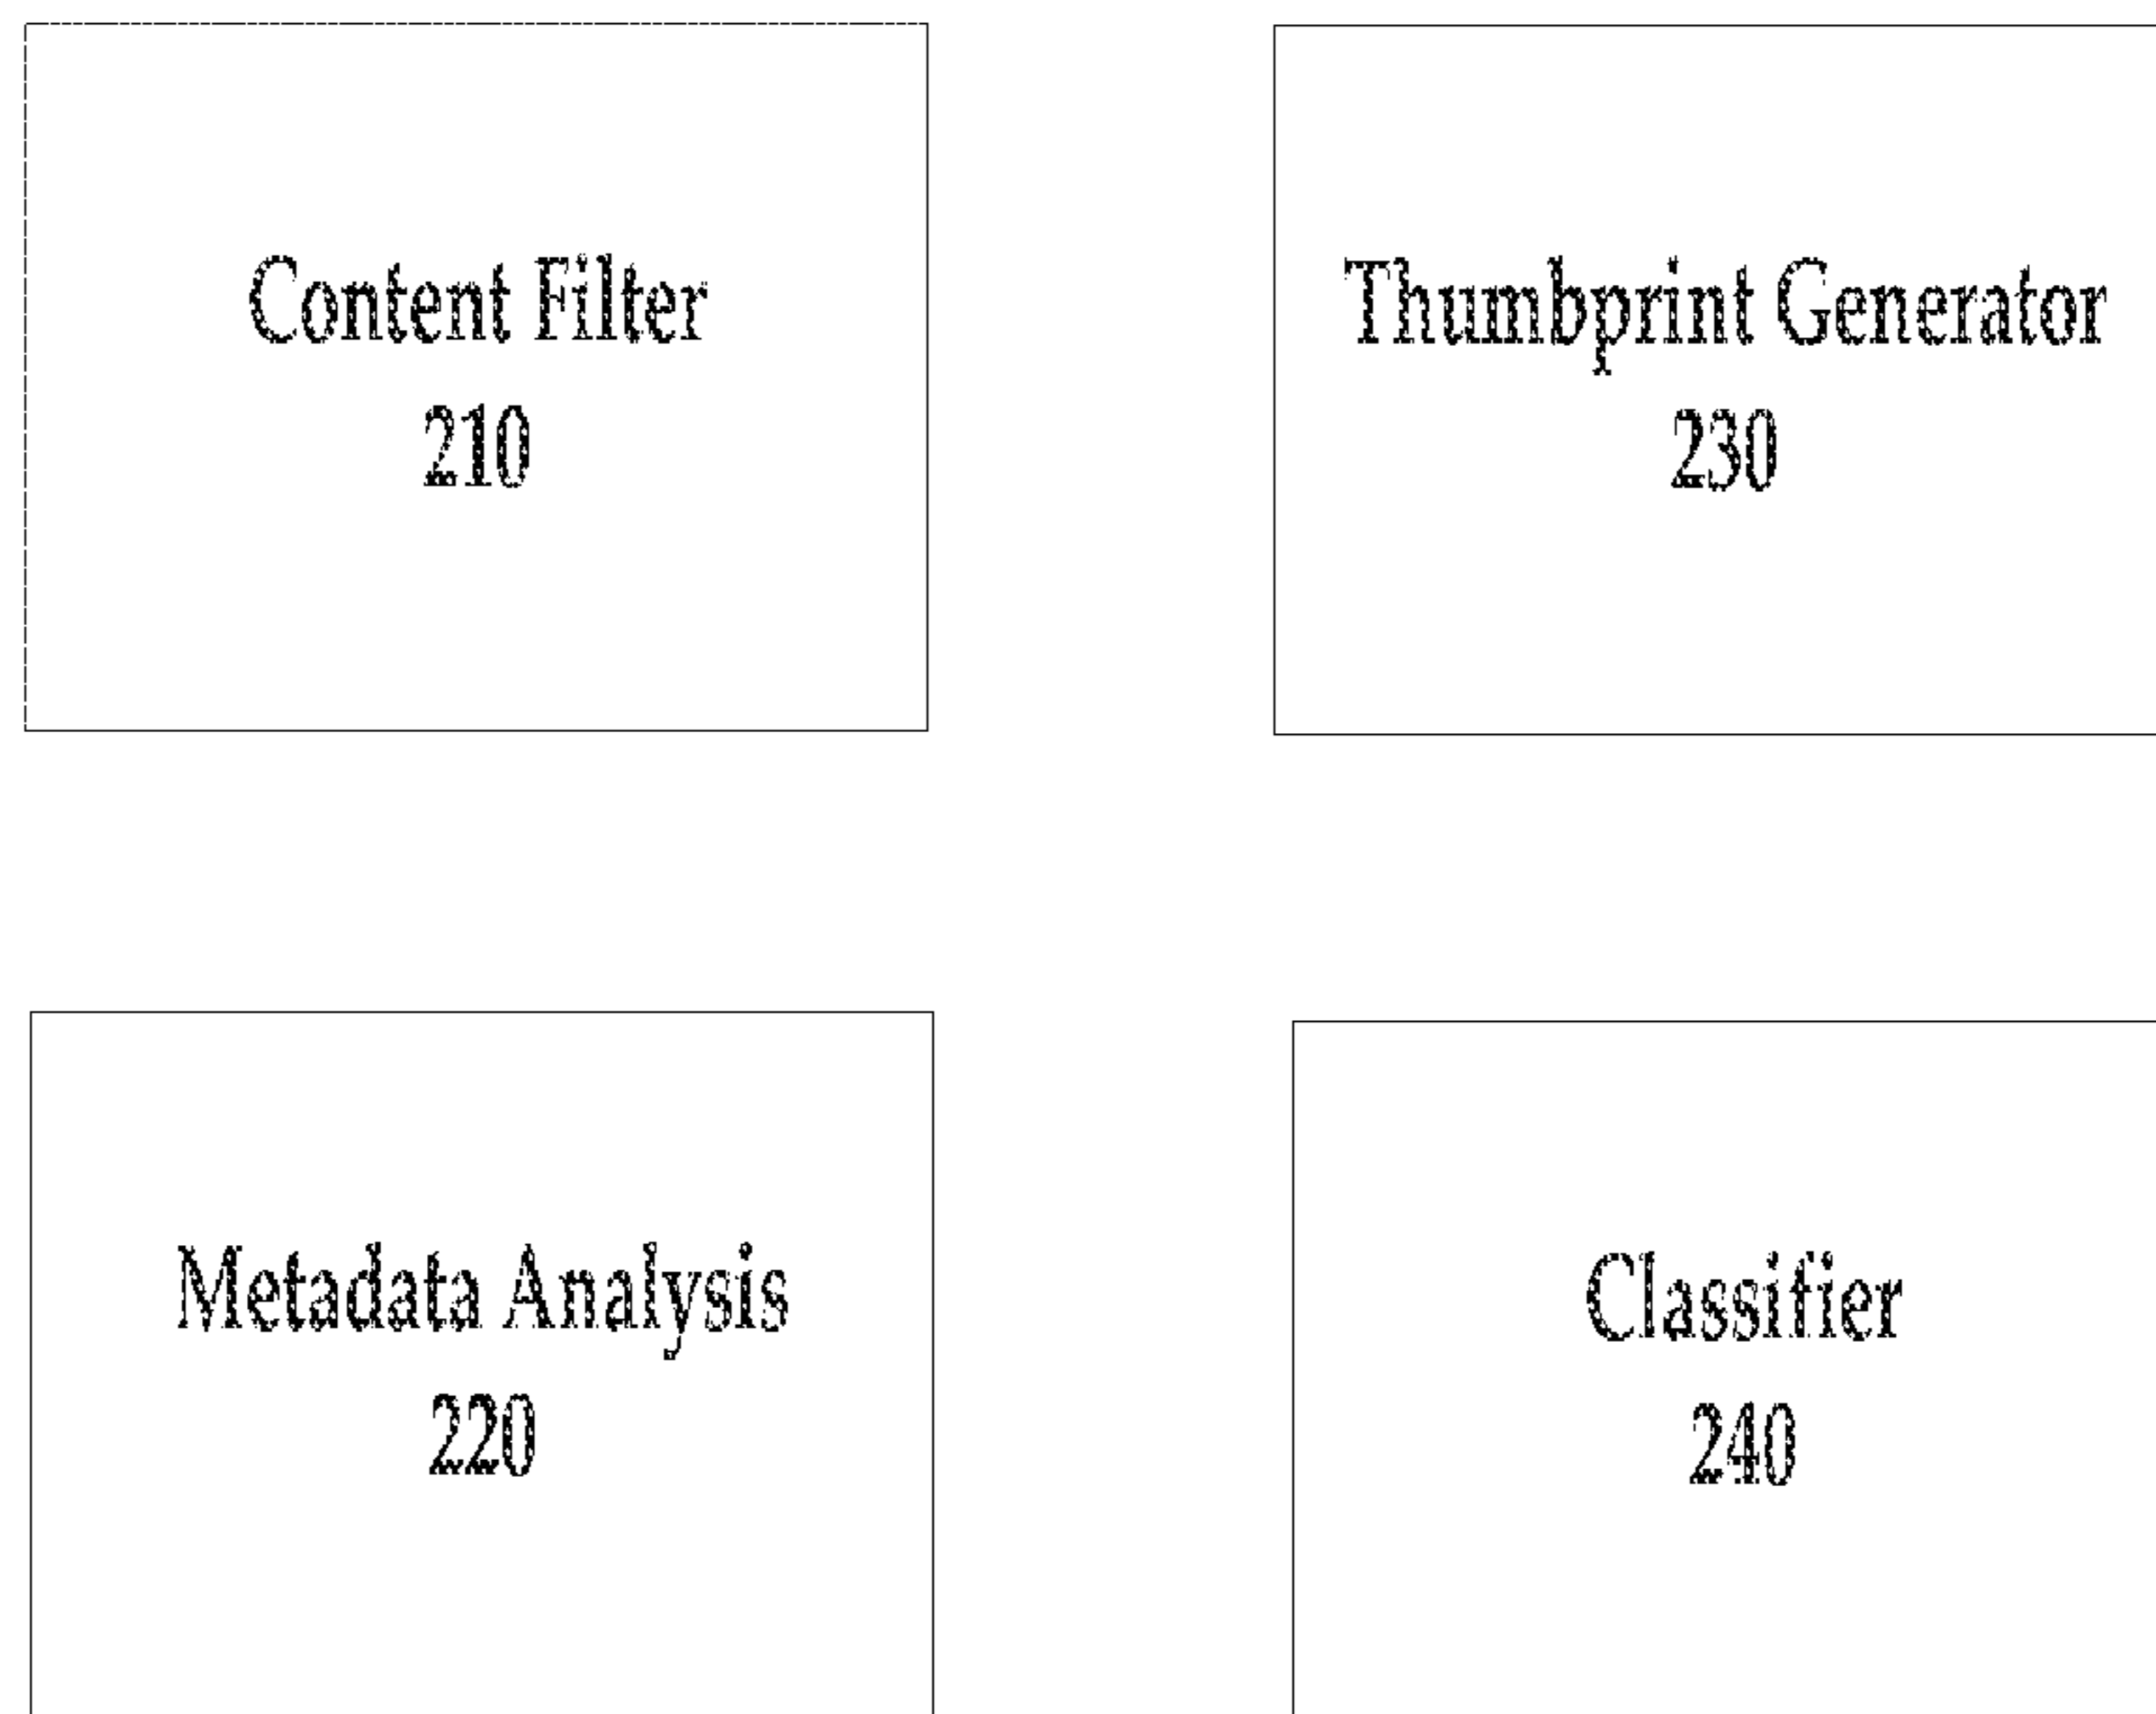 Content Filter
210
Thumbprint Generator
230
Metadata Analysis
220
Classifier
240